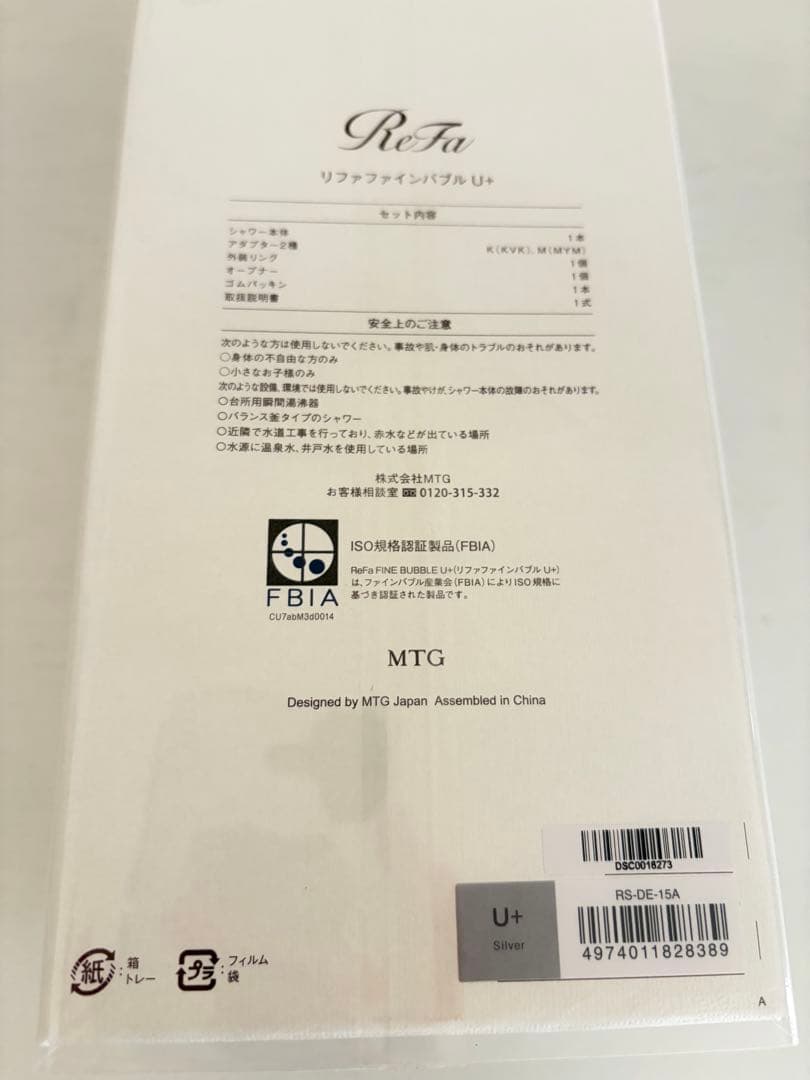 ReFa
リファファインバブル U+
セット内容
シャワー本体 1本
アダプター2種 K(KVK)、M(MYM)
外装リング 1個
オープナー 1個
ゴムパッキン 1本
取扱説明書 1式
安全上のご注意
次のような方は使用しないでください。事故や肌・身体のトラブルのおそれがあります。
○身体の不自由な方のみ
○小さなお子様のみ
次のような設備、環境では使用しないでください。事故やけが、シャワー本体の故障のおそれがあります。
○台所用瞬間湯沸器
○バランス釜タイプのシャワー
○近隣で水道工事を行っており、赤水などが出ている場所
○水源に温泉水、井戸水を使用している場所
株式会社MTG
お客様相談室 0120-315-332
FBIA
CU7abM3d0014
ISO規格認証製品(FBIA)
ReFa FINE BUBBLE U+(リファファインバブル U+)
は、ファインバブル産業会(FBIA)によりISO規格に
基づき認証された製品です。
MTG
Designed by MTG Japan Assembled in China
DSC0016273
U+
Silver
RS-DE-15A
4974011828389
紙:箱
トレー
プラ:フィルム
袋
A